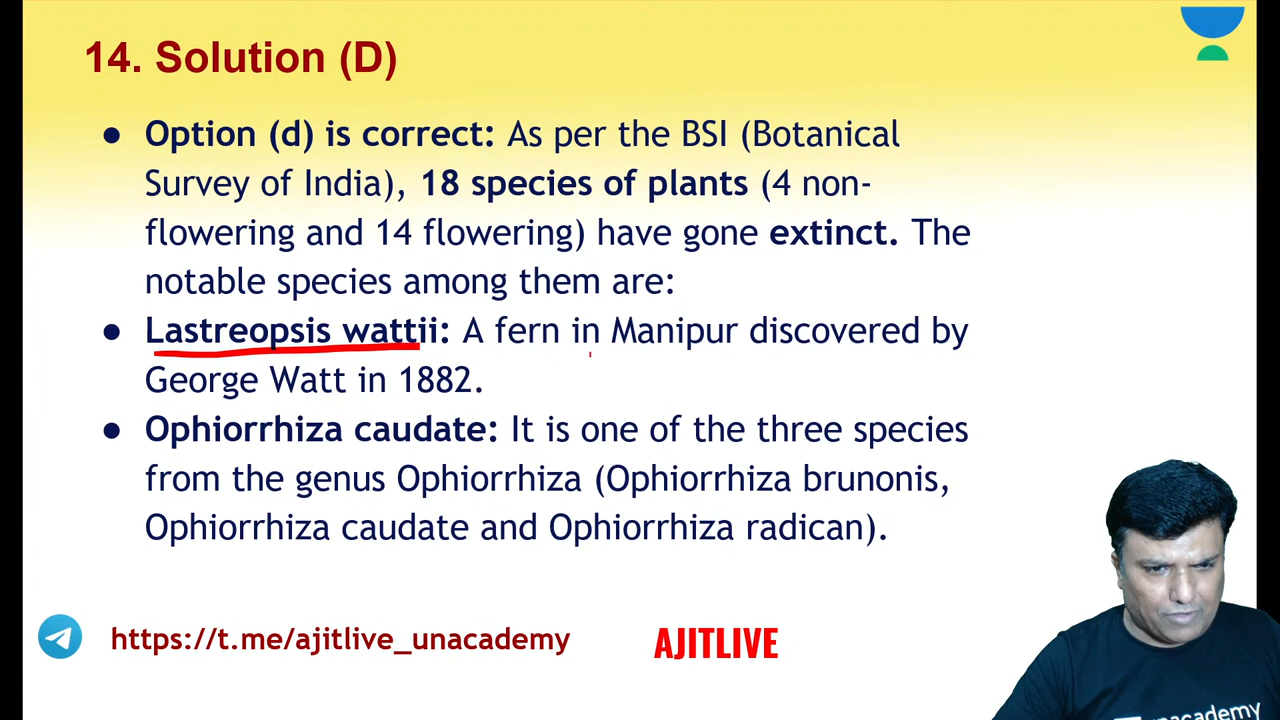 14. Solution (D)
● Option (d) is correct: As per the BSI (Botanical
Survey of India), 18 species of plants (4 non-
flowering and 14 flowering) have gone extinct. The
notable species among them are:
● Lastreopsis wattii: A fern in Manipur discovered by
George Watt in 1882.
● Ophiorrhiza caudate: It is one of the three species
from the genus Ophiorrhiza (Ophiorrhiza brunonis,
Ophiorrhiza caudate and Ophiorrhiza radican).
https://t.me/ajitlive_unacademy
AJITLIVE
unacademy